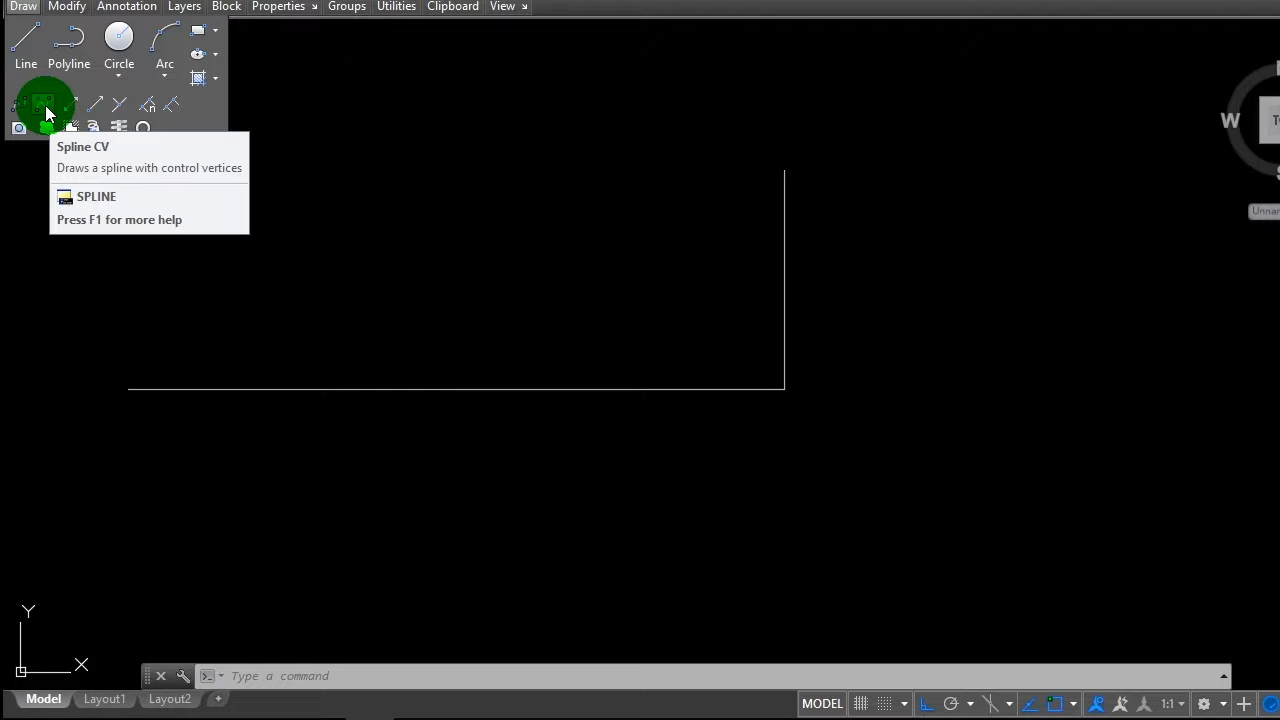 Draw Modify Annotation Layers Block Properties Groups Utilities Clipboard View
Line Polyline Circle Arc
Spline CV
Draws a spline with control vertices
SPLINE
Press F1 for more help
W
Unnan
Y
X
Type a command
Model Layout1 Layout2 +
MODEL 1:1